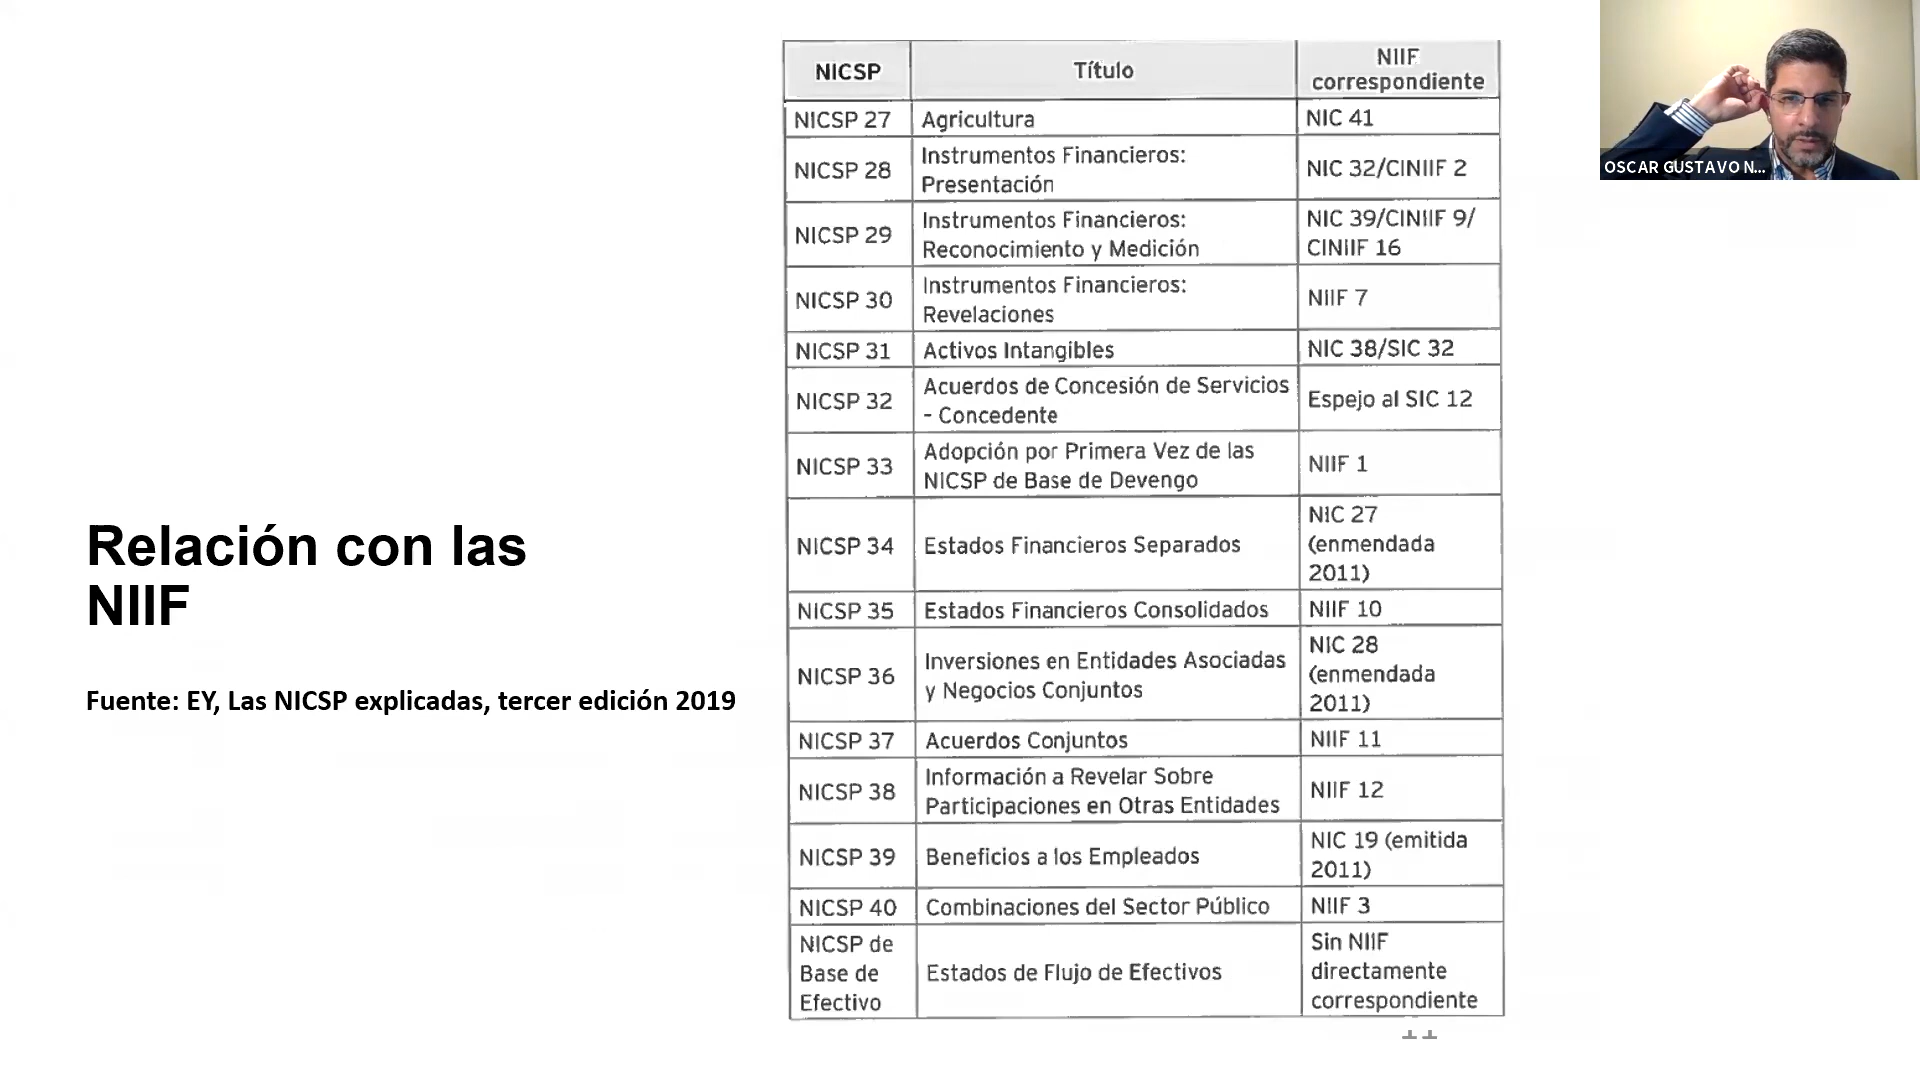 Relación con las
NIIF
Fuente: EY, Las NICSP explicadas, tercer edición 2019
NICSP
Título
NIIF
correspondiente
NICSP 27
Agricultura
NIC 41
NICSP 28
Instrumentos Financieros:
Presentación
NIC 32/CINIIF 2
NICSP 29
Instrumentos Financieros:
Reconocimiento y Medición
NIC 39/CINIIF 9/
CINIIF 16
NICSP 30
Instrumentos Financieros:
Revelaciones
NIIF 7
NICSP 31
Activos Intangibles
NIC 38/SIC 32
NICSP 32
Acuerdos de Concesión de Servicios
- Concedente
Espejo al SIC 12
NICSP 33
Adopción por Primera Vez de las
NICSP de Base de Devengo
NIIF 1
NICSP 34
Estados Financieros Separados
NIC 27
(enmendada
2011)
NICSP 35
Estados Financieros Consolidados
NIIF 10
NICSP 36
Inversiones en Entidades Asociadas
y Negocios Conjuntos
NIC 28
(enmendada
2011)
NICSP 37
Acuerdos Conjuntos
NIIF 11
NICSP 38
Información a Revelar Sobre
Participaciones en Otras Entidades
NIIF 12
NICSP 39
Beneficios a los Empleados
NIC 19 (emitida
2011)
NICSP 40
Combinaciones del Sector Público
NIIF 3
NICSP de
Base de
Efectivo
Estados de Flujo de Efectivos
Sin NIIF
directamente
correspondiente
OSCAR GUSTAVO N...